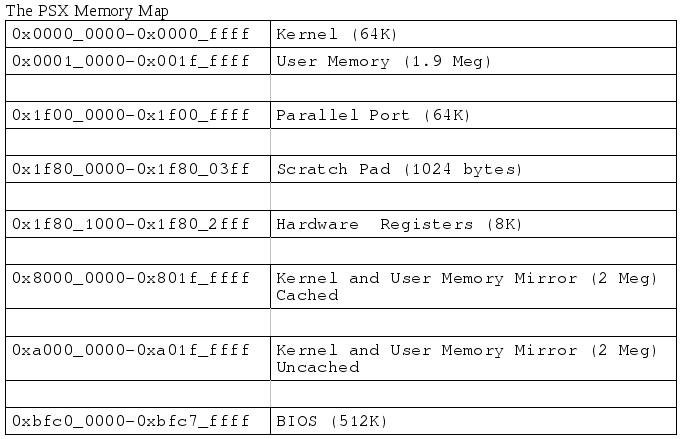 The PSX Memory Map
0x0000_0000-0x0000_ffff Kernel (64K)
0x0001_0000-0x001f_ffff User Memory (1.9 Meg)
0x1f00_0000-0x1f00_ffff Parallel Port (64K)
0x1f80_0000-0x1f80_03ff Scratch Pad (1024 bytes)
0x1f80_1000-0x1f80_2fff Hardware  Registers (8K)
0x8000_0000-0x801f_ffff Kernel and User Memory Mirror (2 Meg)
Cached
0xa000_0000-0xa01f_ffff Kernel and User Memory Mirror (2 Meg)
Uncached
0xbfc0_0000-0xbfc7_ffff BIOS (512K)